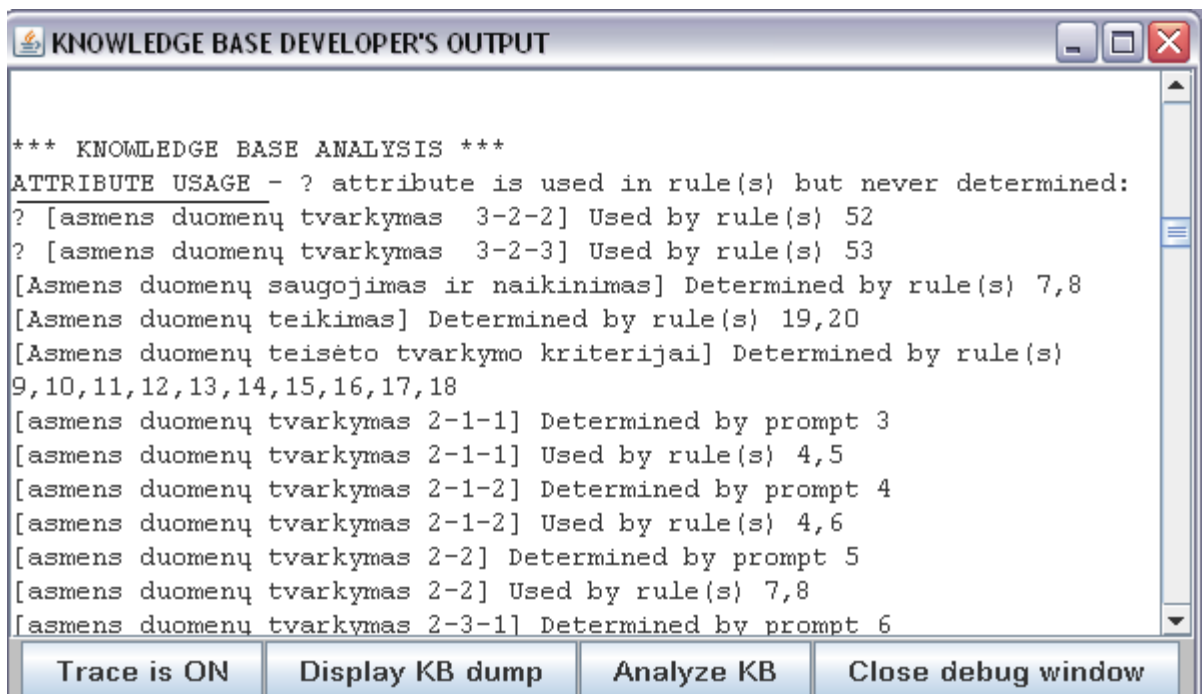 KNOWLEDGE BASE DEVELOPER'S OUTPUT
*** KNOWLEDGE BASE ANALYSIS ***
ATTRIBUTE USAGE - ? attribute is used in rule(s) but never determined:
? [asmens duomenų tvarkymas  3-2-2] Used by rule(s) 52
? [asmens duomenų tvarkymas  3-2-3] Used by rule(s) 53
[Asmens duomenų saugojimas ir naikinimas] Determined by rule(s) 7,8
[Asmens duomenų teikimas] Determined by rule(s) 19,20
[Asmens duomenų teisėto tvarkymo kriterijai] Determined by rule(s)
9,10,11,12,13,14,15,16,17,18
[asmens duomenų tvarkymas 2-1-1] Determined by prompt 3
[asmens duomenų tvarkymas 2-1-1] Used by rule(s) 4,5
[asmens duomenų tvarkymas 2-1-2] Determined by prompt 4
[asmens duomenų tvarkymas 2-1-2] Used by rule(s) 4,6
[asmens duomenų tvarkymas 2-2] Determined by prompt 5
[asmens duomenų tvarkymas 2-2] Used by rule(s) 7,8
[asmens duomenų tvarkymas 2-3-1] Determined by prompt 6
Trace is ON Display KB dump Analyze KB Close debug window